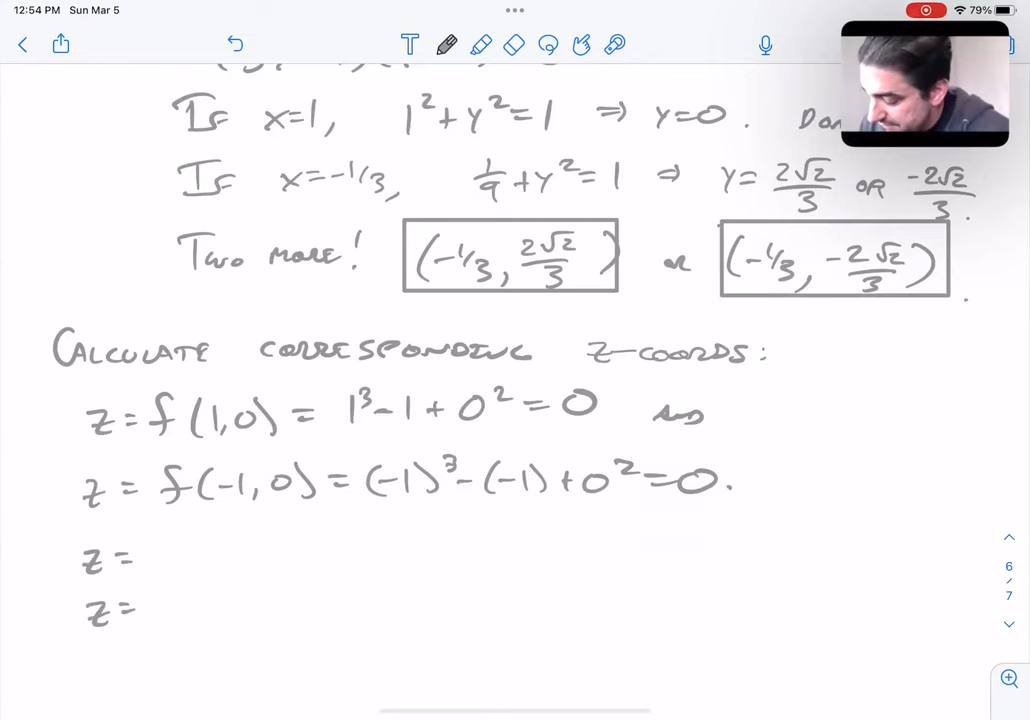 12:54 PM Sun Mar 5
79%
If x=1, 1²+y²=1 ⇒ y=0.
If x=-1/3, 1/9+y²=1 ⇒ y= 2√2/3 OR -2√2/3.
Two more! (-1/3, 2√2/3) or (-1/3, -2√2/3).
CALCULATE CORRESPONDING Z-COORDS:
z=f(1,0) = 1³-1+0²=0 AND
z = f(-1,0)=(-1)³-(-1)+0²=0.
z =
z =
6
/
7